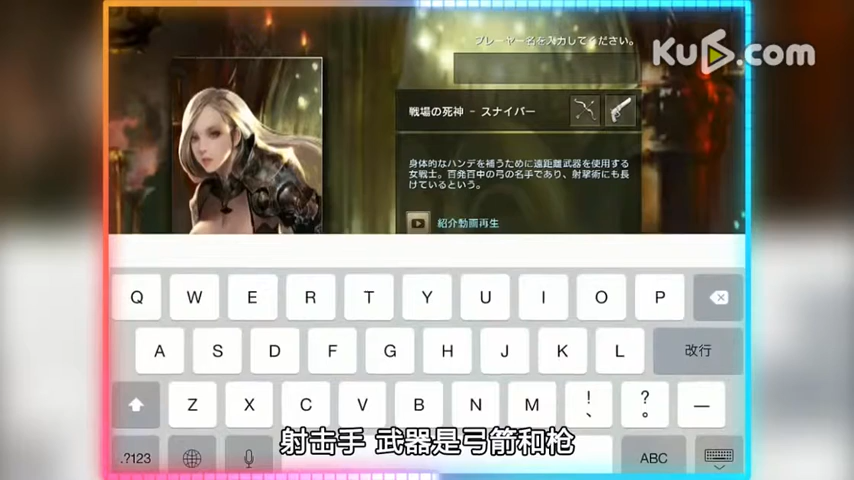 プレーヤー名を入力してください。
Ku6.com
戦場の死神 - スナイパー
身体的なハンデを補うために遠距離武器を使用する
女戦士。百発百中の弓の名手であり、射撃術にも長
けているという。
紹介動画再生
Q W E R T Y U I O P
A S D F G H J K L 改行
Z X C V B N M ! 、 ? 。 —
.?123 ABC
射击手 武器是弓箭和枪